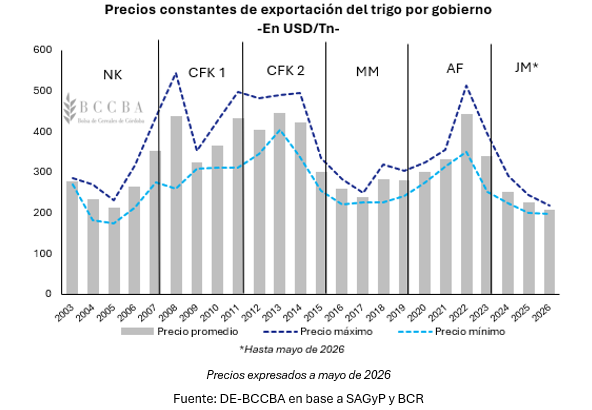 Precios constantes de exportación del trigo por gobierno
-En USD/Tn-
600
500
400
300
200
100
0
NK
CFK 1
CFK 2
MM
AF
JM*
BCCBA
Bolsa de Cereales de Córdoba
2003
2004
2005
2006
2007
2008
2009
2010
2011
2012
2013
2014
2015
2016
2017
2018
2019
2020
2021
2022
2023
2024
2025
2026
Precio promedio
Precio máximo
Precio mínimo
*Hasta mayo de 2026
Precios expresados a mayo de 2026
Fuente: DE-BCCBA en base a SAGyP y BCR